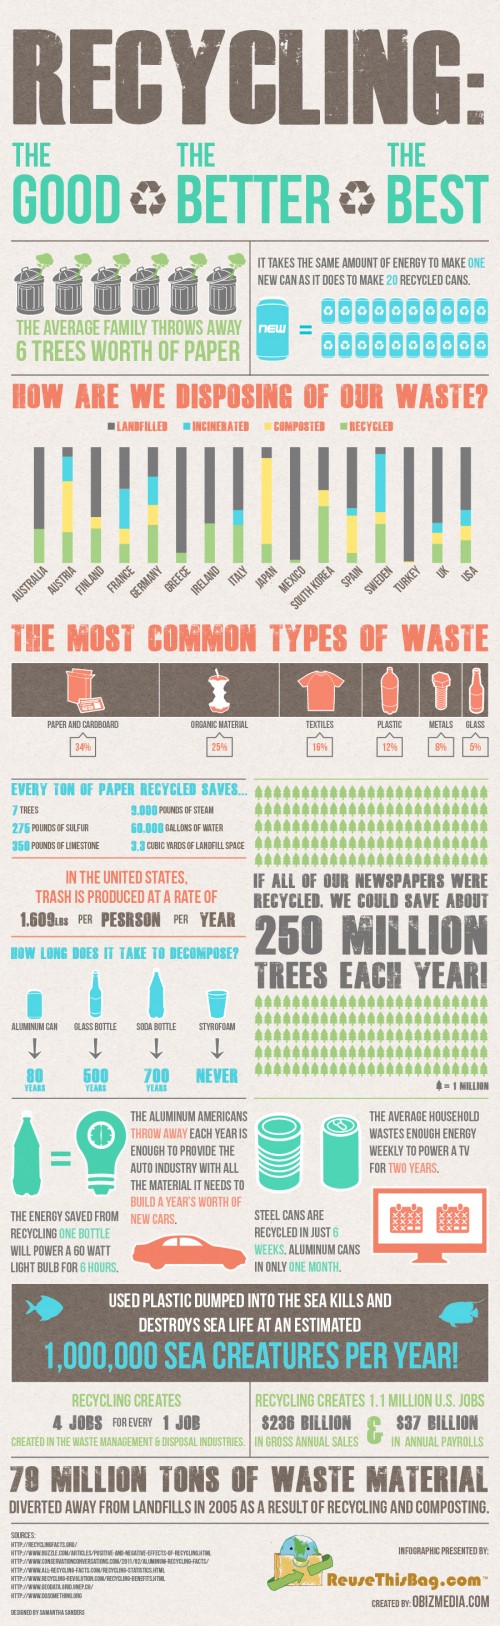 RECYCLING:
THE GOOD
THE BETTER
THE BEST
THE AVERAGE FAMILY THROWS AWAY
6 TREES WORTH OF PAPER
IT TAKES THE SAME AMOUNT OF ENERGY TO MAKE ONE
NEW CAN AS IT DOES TO MAKE 20 RECYCLED CANS.
NEW =
HOW ARE WE DISPOSING OF OUR WASTE?
LANDFILLED INCINERATED COMPOSTED RECYCLED
AUSTRALIA
AUSTRIA
FINLAND
FRANCE
GERMANY
GREECE
IRELAND
ITALY
JAPAN
MEXICO
SOUTH KOREA
SPAIN
SWEDEN
TURKEY
UK
USA
THE MOST COMMON TYPES OF WASTE
PAPER AND CARDBOARD ORGANIC MATERIAL TEXTILES PLASTIC METALS GLASS
34% 25% 16% 12% 8% 5%
EVERY TON OF PAPER RECYCLED SAVES...
7 TREES
9,000 POUNDS OF STEAM
275 POUNDS OF SULFUR
60,000 GALLONS OF WATER
350 POUNDS OF LIMESTONE
3.3 CUBIC YARDS OF LANDFILL SPACE
IN THE UNITED STATES,
TRASH IS PRODUCED AT A RATE OF
1,609LBS PER PESRSON PER YEAR
HOW LONG DOES IT TAKE TO DECOMPOSE?
ALUMINUM CAN GLASS BOTTLE SODA BOTTLE STYROFOAM
80 YEARS
500 YEARS
700 YEARS
NEVER
IF ALL OF OUR NEWSPAPERS WERE
RECYCLED, WE COULD SAVE ABOUT
250 MILLION
TREES EACH YEAR!
= 1 MILLION
=
THE ENERGY SAVED FROM
RECYCLING ONE BOTTLE
WILL POWER A 60 WATT
LIGHT BULB FOR 6 HOURS.
THE ALUMINUM AMERICANS
THROW AWAY EACH YEAR IS
ENOUGH TO PROVIDE THE
AUTO INDUSTRY WITH ALL
THE MATERIAL IT NEEDS TO
BUILD A YEAR'S WORTH OF
NEW CARS.
STEEL CANS ARE
RECYCLED IN JUST 6
WEEKS. ALUMINUM CANS
IN ONLY ONE MONTH.
THE AVERAGE HOUSEHOLD
WASTES ENOUGH ENERGY
WEEKLY TO POWER A TV
FOR TWO YEARS.
USED PLASTIC DUMPED INTO THE SEA KILLS AND
DESTROYS SEA LIFE AT AN ESTIMATED
1,000,000 SEA CREATURES PER YEAR!
RECYCLING CREATES
4 JOBS FOR EVERY 1 JOB
CREATED IN THE WASTE MANAGEMENT & DISPOSAL INDUSTRIES.
RECYCLING CREATES 1.1 MILLION U.S. JOBS
$236 BILLION
IN GROSS ANNUAL SALES
&
$37 BILLION
IN ANNUAL PAYROLLS
79 MILLION TONS OF WASTE MATERIAL
DIVERTED AWAY FROM LANDFILLS IN 2005 AS A RESULT OF RECYCLING AND COMPOSTING.
SOURCES:
HTTP://RECYCLINGFACTS.ORG/
HTTP://WWW.BUZZLE.COM/ARTICLES/POSITIVE-AND-NEGATIVE-EFFECTS-OF-RECYCLING.HTML
HTTP://WWW.CONSERVATIONCONVERSATIONS.COM/2011/02/ALUMINUM-RECYCLING-FACTS/
HTTP://WWW.ALL-RECYCLING-FACTS.COM/RECYCLING-STATISTICS.HTML
HTTP://WWW.RECYCLING-REVOLUTION.COM/RECYCLING-BENEFITS.HTML
HTTP://WWW.GEODATA.GRID.UNEP.CH/
HTTP://WWW.DOSOMETHING.ORG
DESIGNED BY SAMANTHA SANDERS
INFOGRAPHIC PRESENTED BY:
ReuseThisBag.com™
CREATED BY: OBIZMEDIA.COM